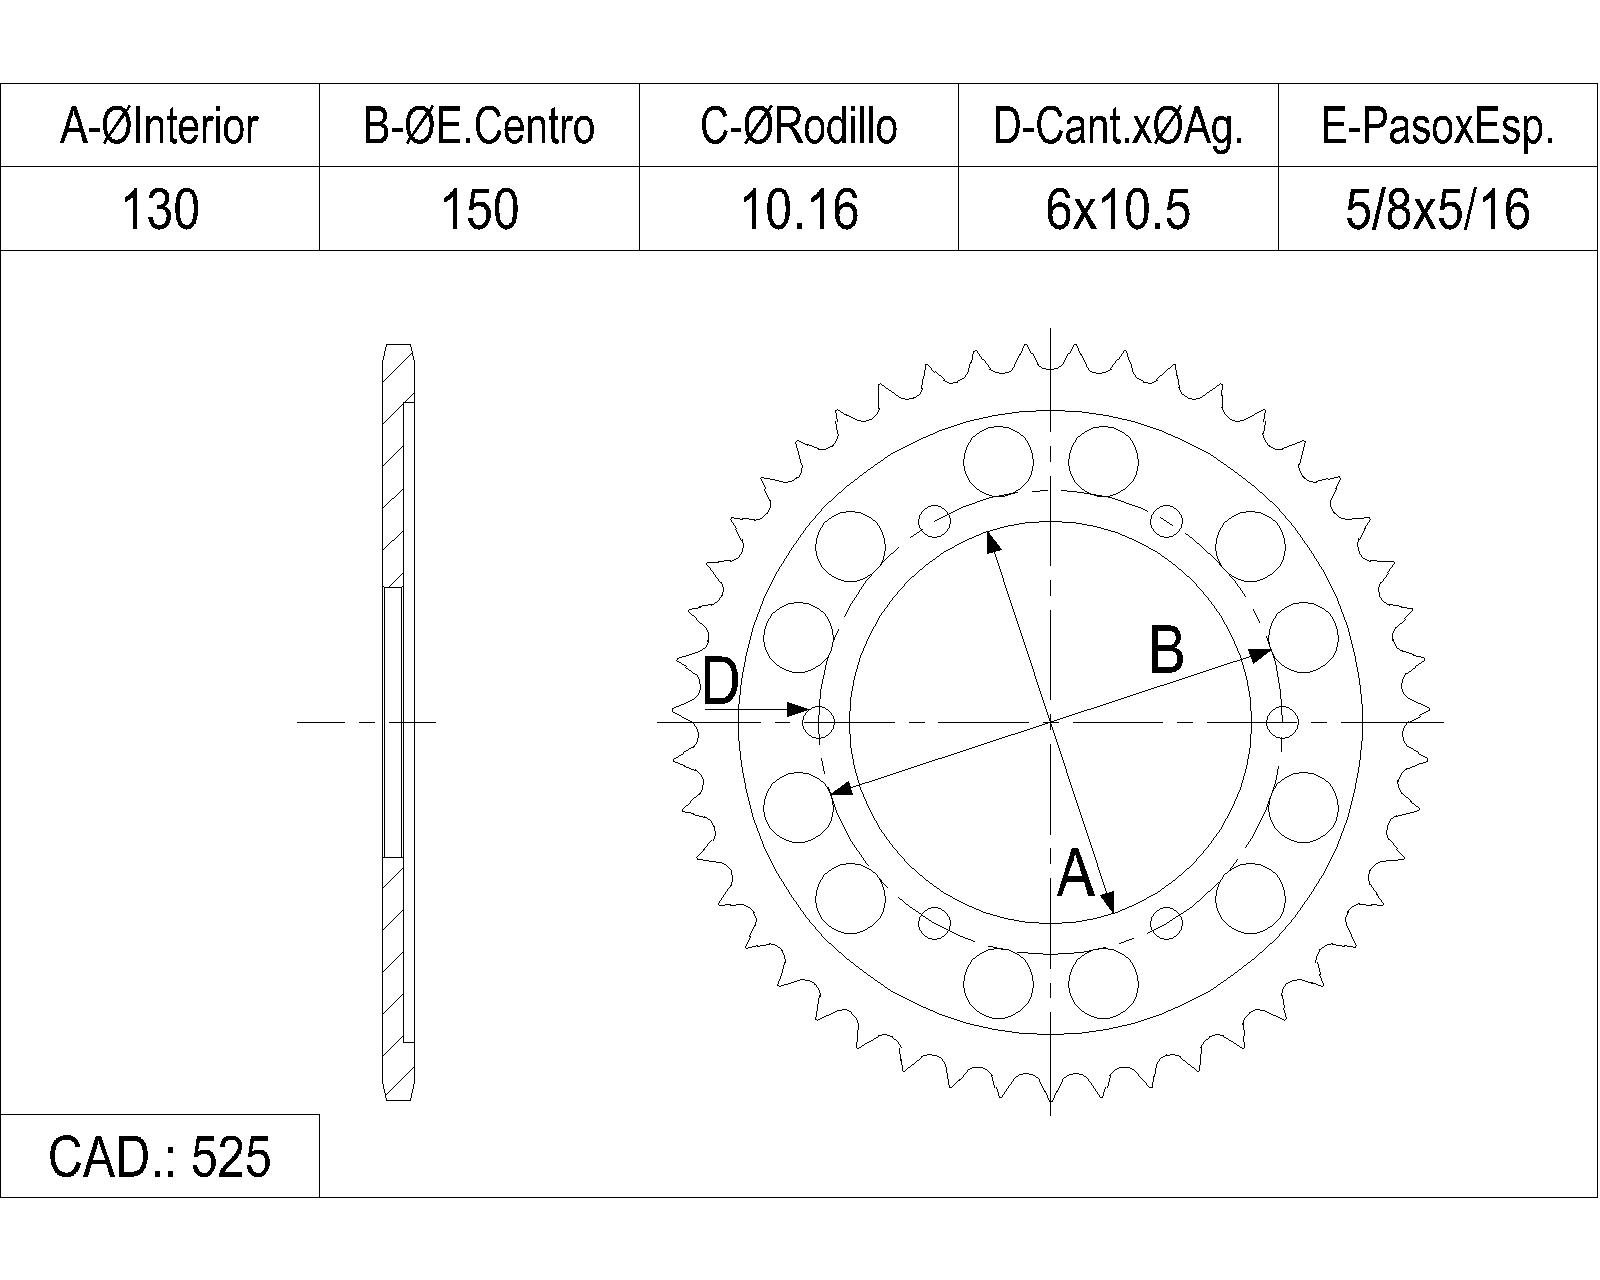 A-ØInterior B-ØE.Centro C-ØRodillo D-Cant.xØAg. E-PasoxEsp.
130 150 10.16 6x10.5 5/8x5/16
B
D
A
CAD.: 525